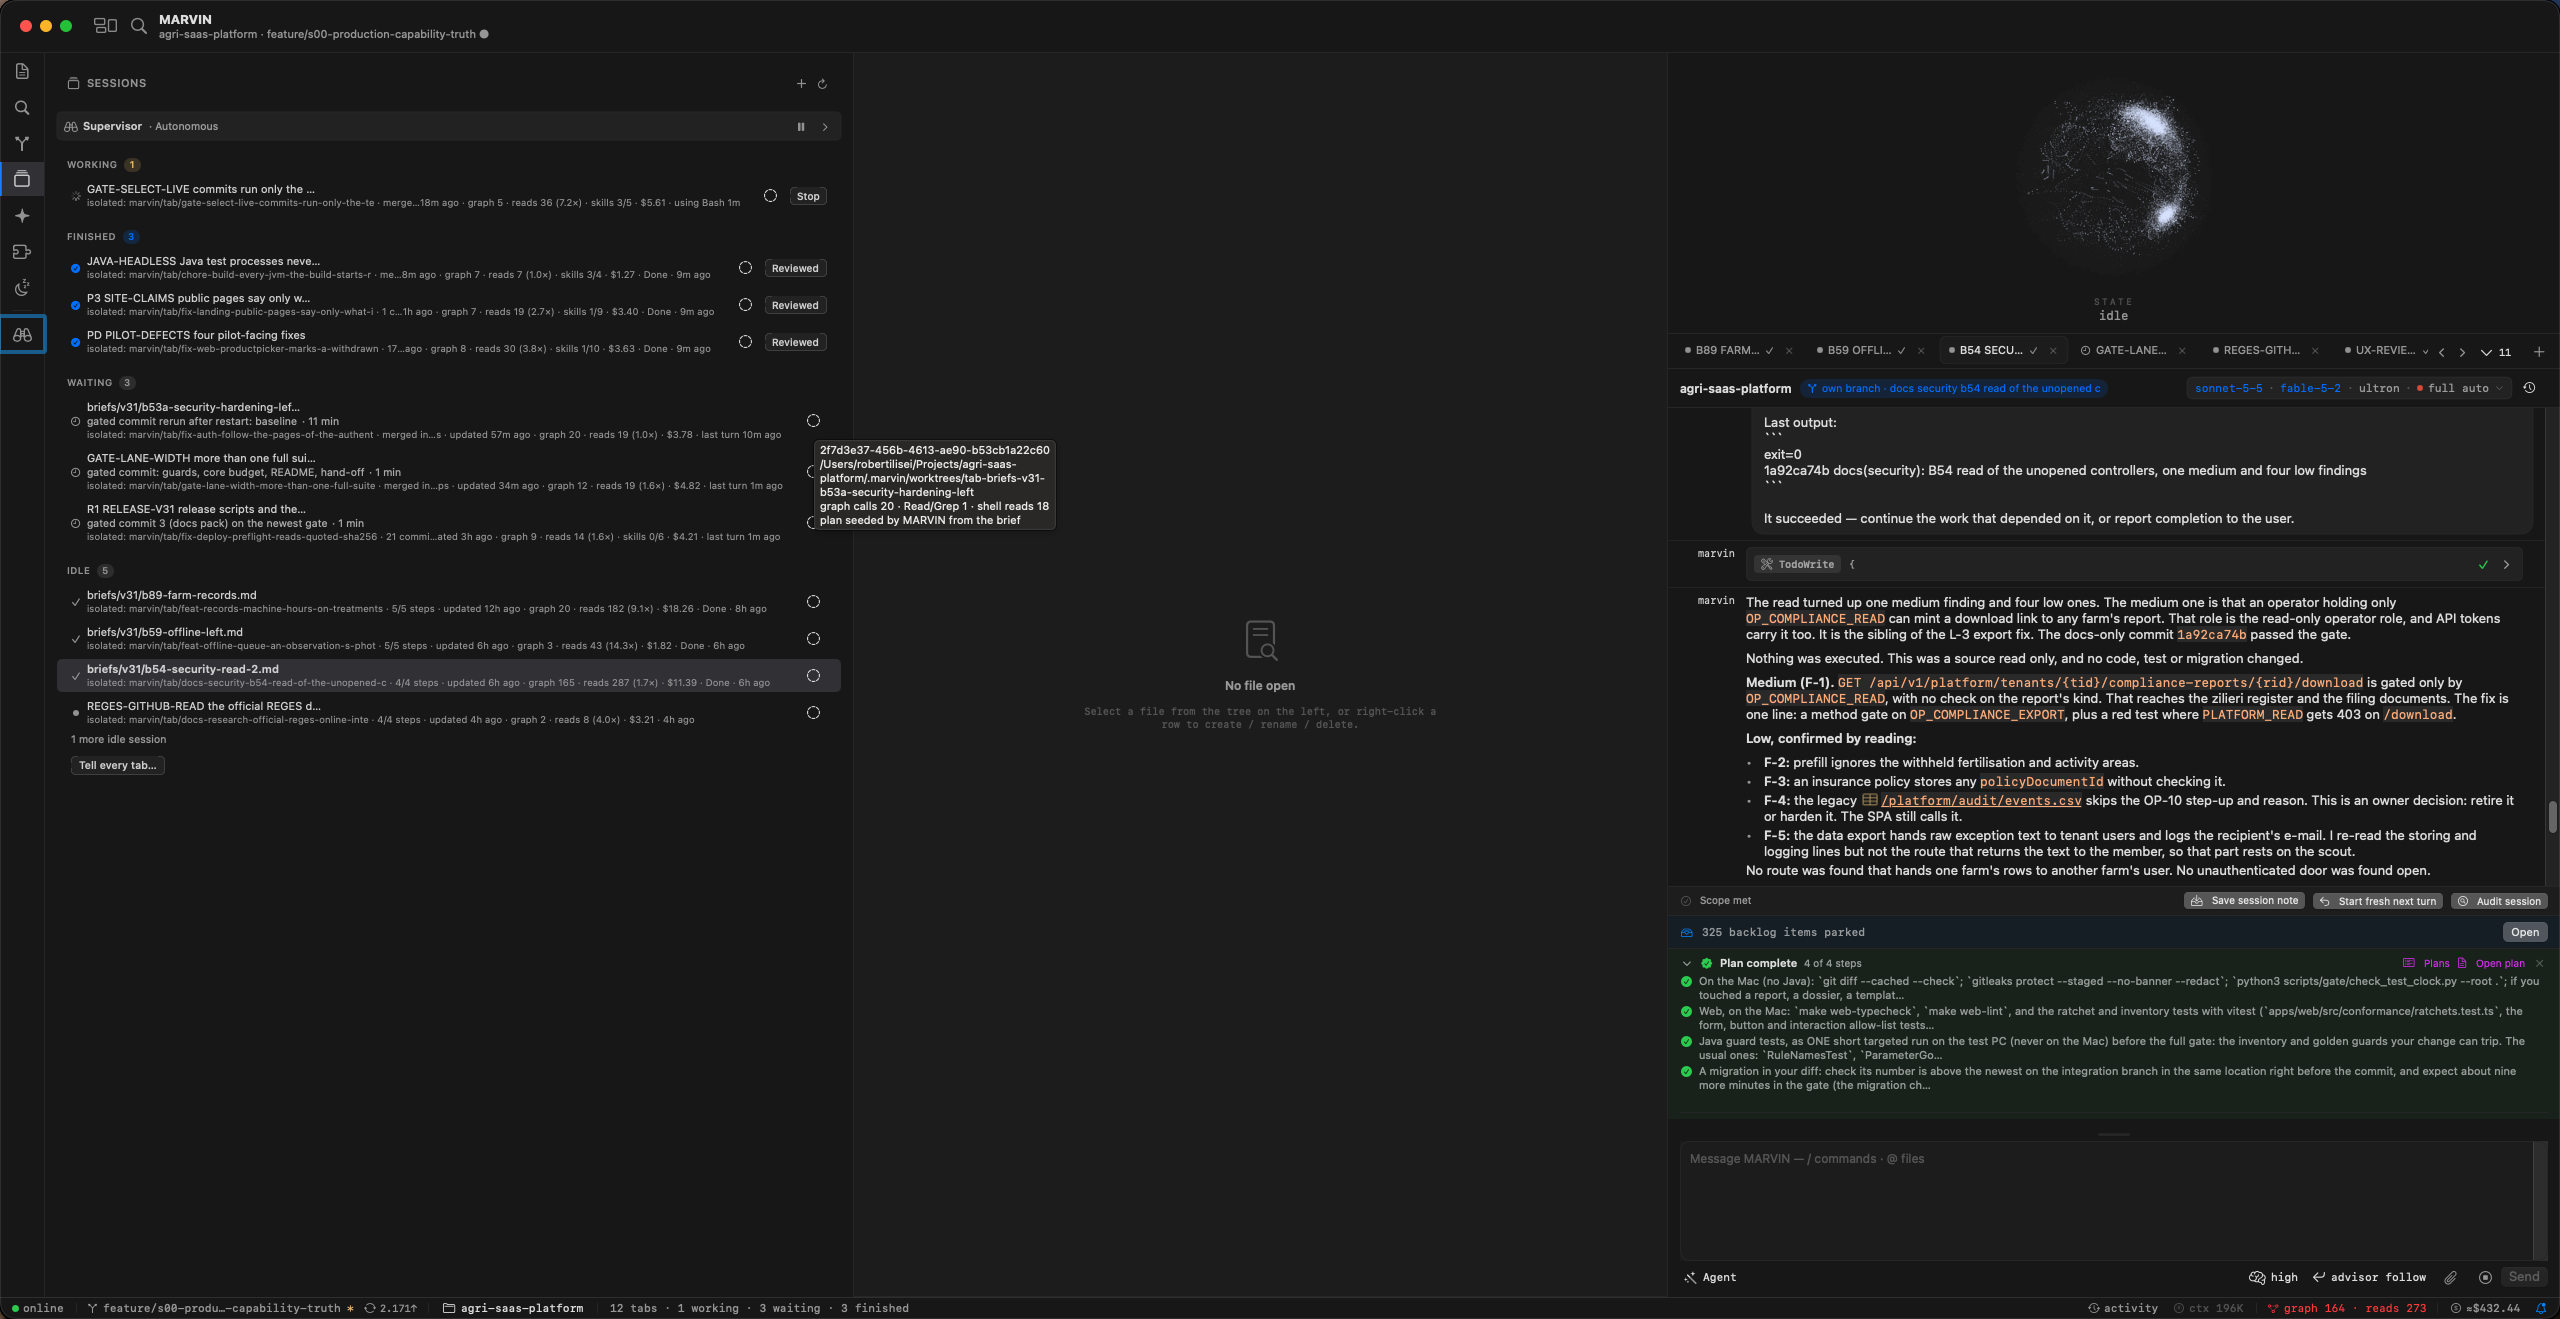 MARVIN
agri-saas-platform · feature/s00-production-capability-truth
SESSIONS
Supervisor · Autonomous
WORKING 1
GATE-SELECT-LIVE commits run only the ...
isolated: marvin/tab/gate-select-live-commits-run-only-the-te · merge...18m ago · graph 5 · reads 36 (7.2×) · skills 3/5 · $5.61 · using Bash 1m
Stop
FINISHED 3
JAVA-HEADLESS Java test processes neve...
isolated: marvin/tab/chore-build-every-jvm-the-build-starts-r · me...8m ago · graph 7 · reads 7 (1.0×) · skills 3/4 · $1.27 · Done · 9m ago
Reviewed
P3 SITE-CLAIMS public pages say only w...
isolated: marvin/tab/fix-landing-public-pages-say-only-what-i · 1 c...1h ago · graph 7 · reads 19 (2.7×) · skills 1/9 · $3.40 · Done · 9m ago
Reviewed
PD PILOT-DEFECTS four pilot-facing fixes
isolated: marvin/tab/fix-web-productpicker-marks-a-withdrawn · 17...ago · graph 8 · reads 30 (3.8×) · skills 1/10 · $3.63 · Done · 9m ago
Reviewed
WAITING 3
briefs/v31/b53a-security-hardening-lef...
gated commit rerun after restart: baseline · 11 min
isolated: marvin/tab/fix-auth-follow-the-pages-of-the-authent · merged in...s · updated 57m ago · graph 20 · reads 19 (1.0×) · $3.78 · last turn 10m ago
GATE-LANE-WIDTH more than one full sui...
gated commit: guards, core budget, README, hand-off · 1 min
isolated: marvin/tab/gate-lane-width-more-than-one-full-suite · merged in...ps · updated 34m ago · graph 12 · reads 19 (1.6×) · $4.82 · last turn 1m ago
R1 RELEASE-V31 release scripts and the...
gated commit 3 (docs pack) on the newest gate · 1 min
isolated: marvin/tab/fix-deploy-preflight-reads-quoted-sha256 · 21 commi...ated 3h ago · graph 9 · reads 14 (1.6×) · skills 0/6 · $4.21 · last turn 1m ago
2f7d3e37-456b-4613-ae90-b53cb1a22c60
/Users/robertilisei/Projects/agri-saas-
platform/.marvin/worktrees/tab-briefs-v31-
b53a-security-hardening-left
graph calls 20 · Read/Grep 1 · shell reads 18
plan seeded by MARVIN from the brief
IDLE 5
briefs/v31/b89-farm-records.md
isolated: marvin/tab/feat-records-machine-hours-on-treatments · 5/5 steps · updated 12h ago · graph 20 · reads 182 (9.1×) · $18.26 · Done · 8h ago
briefs/v31/b59-offline-left.md
isolated: marvin/tab/feat-offline-queue-an-observation-s-phot · 5/5 steps · updated 6h ago · graph 3 · reads 43 (14.3×) · $1.82 · Done · 6h ago
briefs/v31/b54-security-read-2.md
isolated: marvin/tab/docs-security-b54-read-of-the-unopened-c · 4/4 steps · updated 6h ago · graph 165 · reads 287 (1.7×) · $11.39 · Done · 6h ago
REGES-GITHUB-READ the official REGES d...
isolated: marvin/tab/docs-research-official-reges-online-inte · 4/4 steps · updated 4h ago · graph 2 · reads 8 (4.0×) · $3.21 · 4h ago
1 more idle session
Tell every tab...
No file open
Select a file from the tree on the left, or right-click a
row to create / rename / delete.
STATE
idle
B89 FARM... B59 OFFLI... B54 SECU... GATE-LANE... REGES-GITH... UX-REVIE... 11
agri-saas-platform own branch · docs security b54 read of the unopened c sonnet-5-5 · fable-5-2 · ultron · full auto
Last output:
```
exit=0
1a92ca74b docs(security): B54 read of the unopened controllers, one medium and four low findings
```
It succeeded — continue the work that depended on it, or report completion to the user.
marvin
TodoWrite {
marvin
The read turned up one medium finding and four low ones. The medium one is that an operator holding only
OP_COMPLIANCE_READ can mint a download link to any farm's report. That role is the read-only operator role, and API tokens
carry it too. It is the sibling of the L-3 export fix. The docs-only commit 1a92ca74b passed the gate.
Nothing was executed. This was a source read only, and no code, test or migration changed.
Medium (F-1). GET /api/v1/platform/tenants/{tid}/compliance-reports/{rid}/download is gated only by
OP_COMPLIANCE_READ, with no check on the report's kind. That reaches the zilieri register and the filing documents. The fix is
one line: a method gate on OP_COMPLIANCE_EXPORT, plus a red test where PLATFORM_READ gets 403 on /download.
Low, confirmed by reading:
• F-2: prefill ignores the withheld fertilisation and activity areas.
• F-3: an insurance policy stores any policyDocumentId without checking it.
• F-4: the legacy /platform/audit/events.csv skips the OP-10 step-up and reason. This is an owner decision: retire it
or harden it. The SPA still calls it.
• F-5: the data export hands raw exception text to tenant users and logs the recipient's e-mail. I re-read the storing and
logging lines but not the route that returns the text to the member, so that part rests on the scout.
No route was found that hands one farm's rows to another farm's user. No unauthenticated door was found open.
Scope met
Save session note Start fresh next turn Audit session
325 backlog items parked
Open
Plan complete 4 of 4 steps
Plans Open plan
On the Mac (no Java): `git diff --cached --check`; `gitleaks protect --staged --no-banner --redact`; `python3 scripts/gate/check_test_clock.py --root .`; if you
touched a report, a dossier, a templat...
Web, on the Mac: `make web-typecheck`, `make web-lint`, and the ratchet and inventory tests with vitest (`apps/web/src/conformance/ratchets.test.ts`, the
form, button and interaction allow-list tests...
Java guard tests, as ONE short targeted run on the test PC (never on the Mac) before the full gate: the inventory and golden guards your change can trip. The
usual ones: `RuleNamesTest`, `ParameterGo...
A migration in your diff: check its number is above the newest on the integration branch in the same location right before the commit, and expect about nine
more minutes in the gate (the migration ch...
Message MARVIN — / commands · @ files
Agent
high advisor follow Send
online feature/s00-produ…-capability-truth * 2.171↑ agri-saas-platform 12 tabs · 1 working · 3 waiting · 3 finished
activity ctx 196K graph 164 · reads 273 ≈$432.44